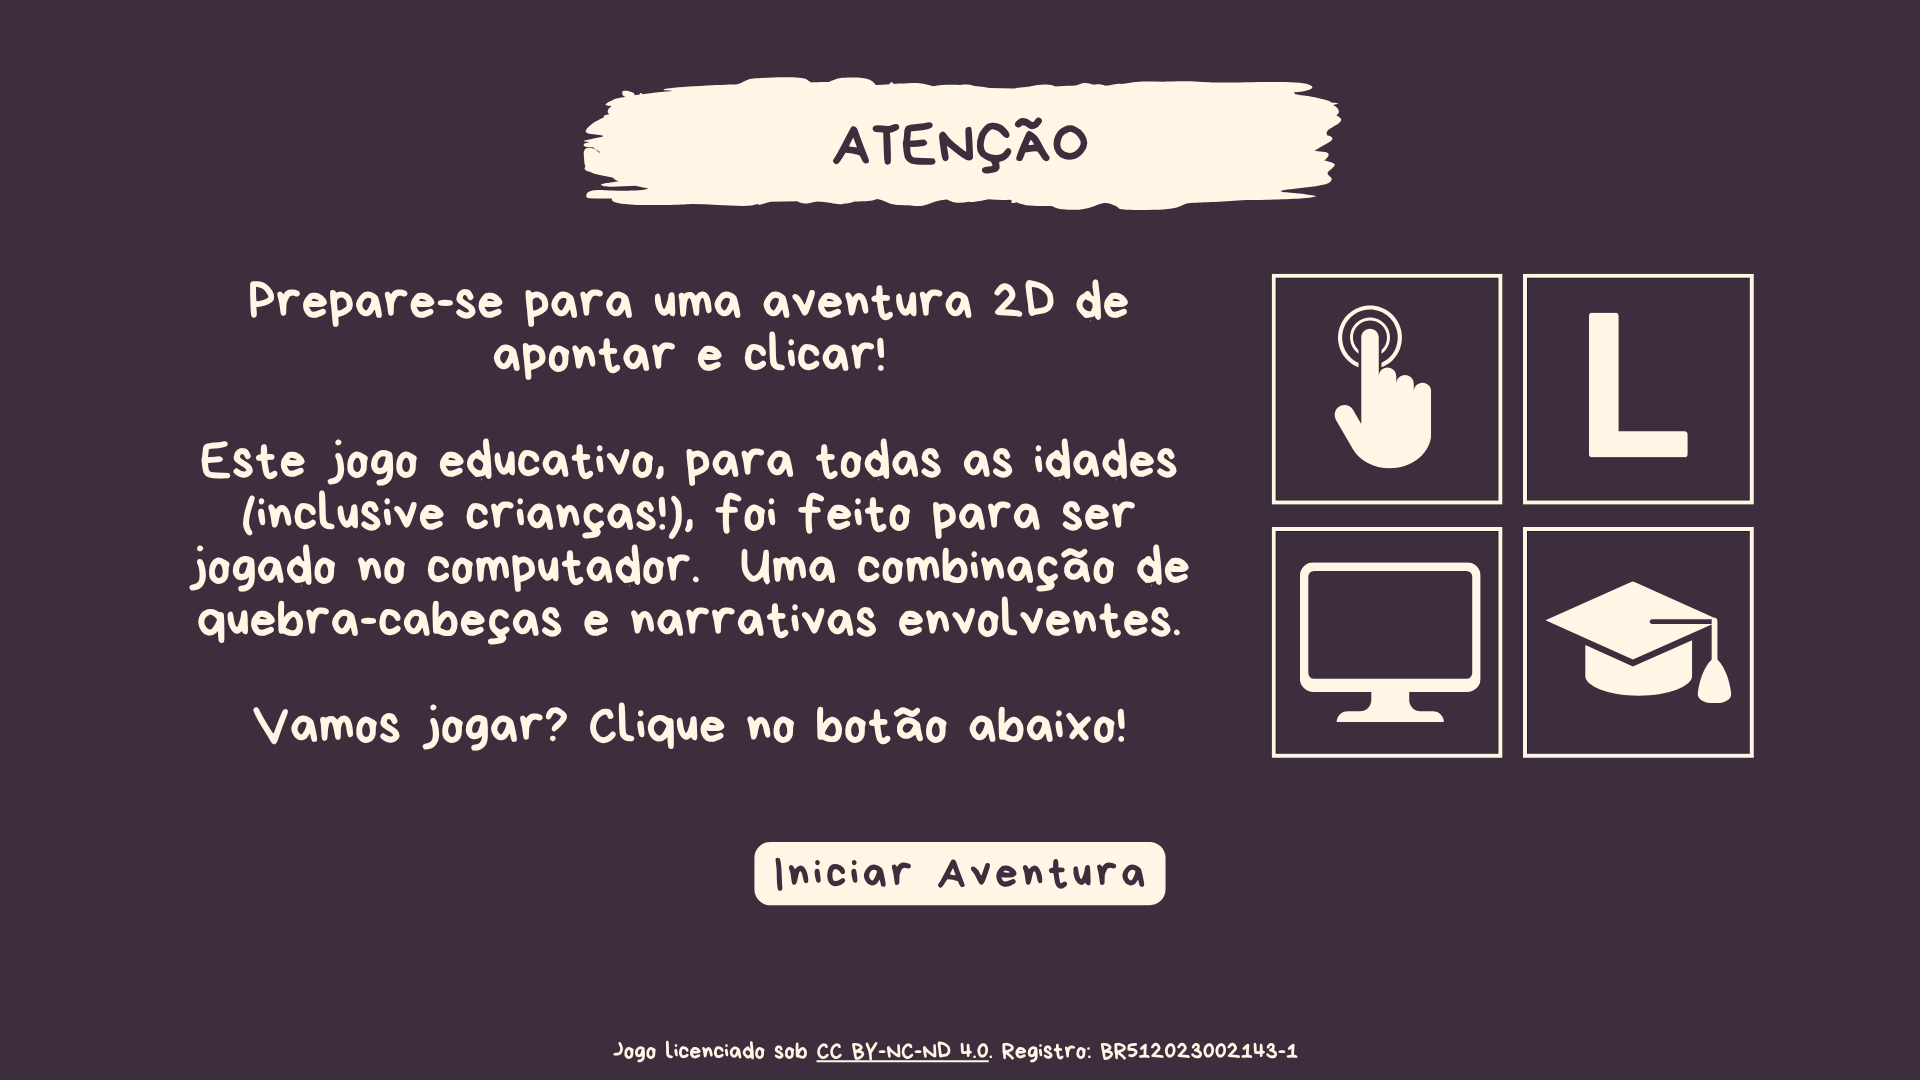 ATENÇÃO
Prepare-se para uma aventura 2D de
apontar e clicar!
Este jogo educativo, para todas as idades
(inclusive crianças!), foi feito para ser
jogado no computador.  Uma combinação de
quebra-cabeças e narrativas envolventes.
Vamos jogar? Clique no botão abaixo!
L
Iniciar Aventura
Jogo licenciado sob CC BY-NC-ND 4.0. Registro: BR512023002143-1